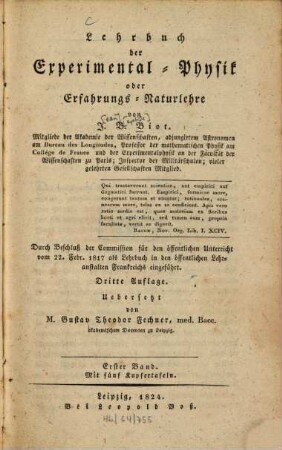 Lehrbuch
der
Experimental-Physik
oder
Erfahrungs-Naturlehre
von
J. B. Biot.
Mitgliede der Akademie der Wissenschaften, adjungirtem Astronomen
am Bureau des Longitudes, Professor der mathematischen Physik am
Collège de France und der Experimentalphysik an der Facultät der
Wissenschaften zu Paris; Inspector der Militärschulen; vieler
gelehrten Gesellschaften Mitglied.
Qui tractaverunt scientias, aut empirici aut
dogmatici fuerunt. Empirici, formicae more,
congerunt tantum et utuntur; rationales, ara-
nearum more, telas ex se conficiunt. Apis vero
ratio media est, quae materiam ex floribus
horti et agri elicit, sed tamen eam, propria
facultate, vertit ac digerit.
Bacon, Nov. Org. Lib. I. XCIV.
Durch Beschluß der Commission für den öffentlichen Unterricht
vom 22. Febr. 1817 als Lehrbuch in den öffentlichen Lehr-
anstalten Frankreichs eingeführt.
Dritte Auflage.
Uebersetzt
von
M. Gustav Theodor Fechner, med. Bacc.
akademischem Docenten zu Leipzig.
Erster Band.
Mit fünf Kupfertafeln.
Leipzig, 1824.
Bei Leopold Voß.